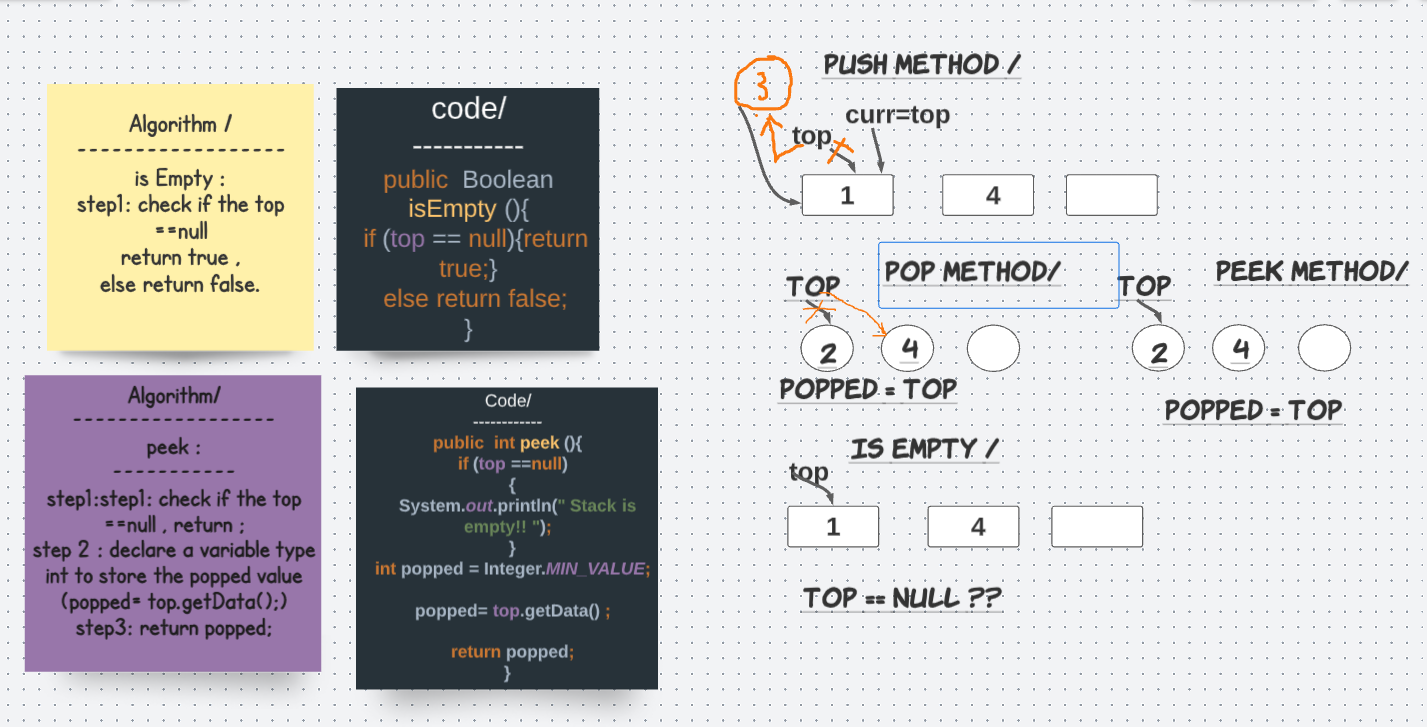 Algorithm /
------------------
is Empty :
step1: check if the top
==null
return true ,
else return false.
code/
-----------
public Boolean
isEmpty (){
if (top == null){return
true;}
else return false;
}
Algorithm/
------------------
peek :
-----------
step1:step1: check if the top
==null , return ;
step 2 : declare a variable type
int to store the popped value
(popped= top.getData();)
step3: return popped;
Code/
------------
public int peek (){
if (top ==null)
{
System.out.println(" Stack is
empty!! ");
}
int popped = Integer.MIN_VALUE;
popped= top.getData() ;
return popped;
}
PUSH METHOD /
3
curr=top
top
1 4
POP METHOD/
TOP
2 4
POPPED = TOP
PEEK METHOD/
TOP
2 4
POPPED = TOP
IS EMPTY /
top
1 4
TOP == NULL ??